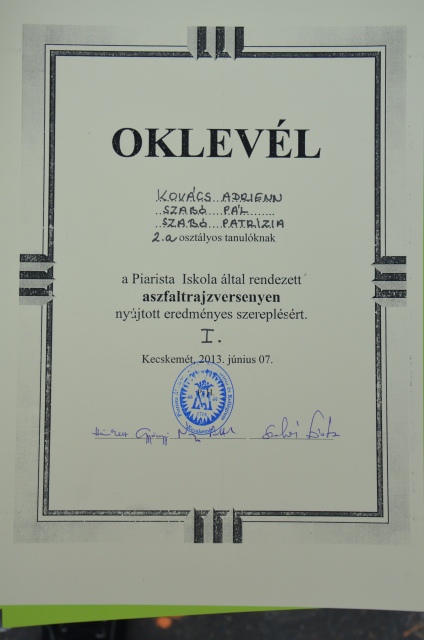 OKLEVÉL
KOVÁCS ADRIENN
SZABÓ PÁL
SZABÓ PATRÍZIA
2.a osztályos tanulóknak
a Piarista Iskola által rendezett
aszfaltrajzversenyen
nyújtott eredményes szereplésért.
I.
Kecskemét, 2013. június 07.